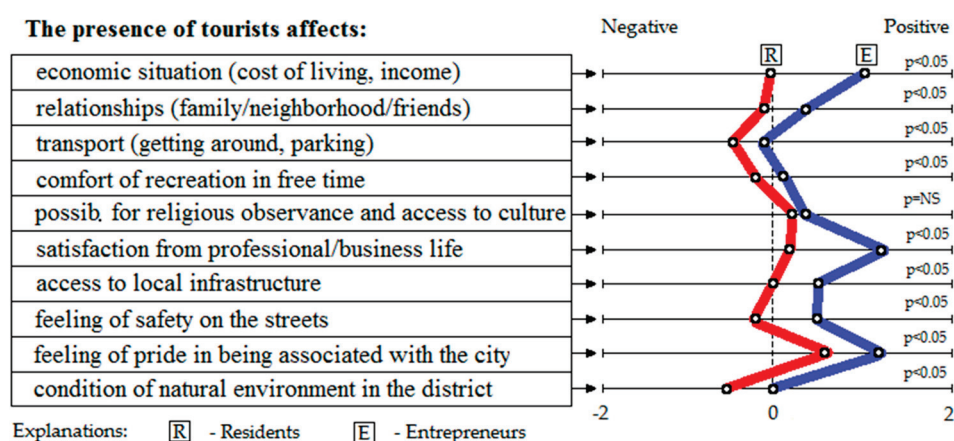 The presence of tourists affects:
Negative Positive
R E
economic situation (cost of living, income) p<0.05
relationships (family/neighborhood/friends) p<0.05
transport (getting around, parking) p<0.05
comfort of recreation in free time p<0.05
possib. for religious observance and access to culture p=NS
satisfaction from professional/business life p<0.05
access to local infrastructure p<0.05
feeling of safety on the streets p<0.05
feeling of pride in being associated with the city p<0.05
condition of natural environment in the district p<0.05
-2 0 2
Explanations: R - Residents E - Entrepreneurs